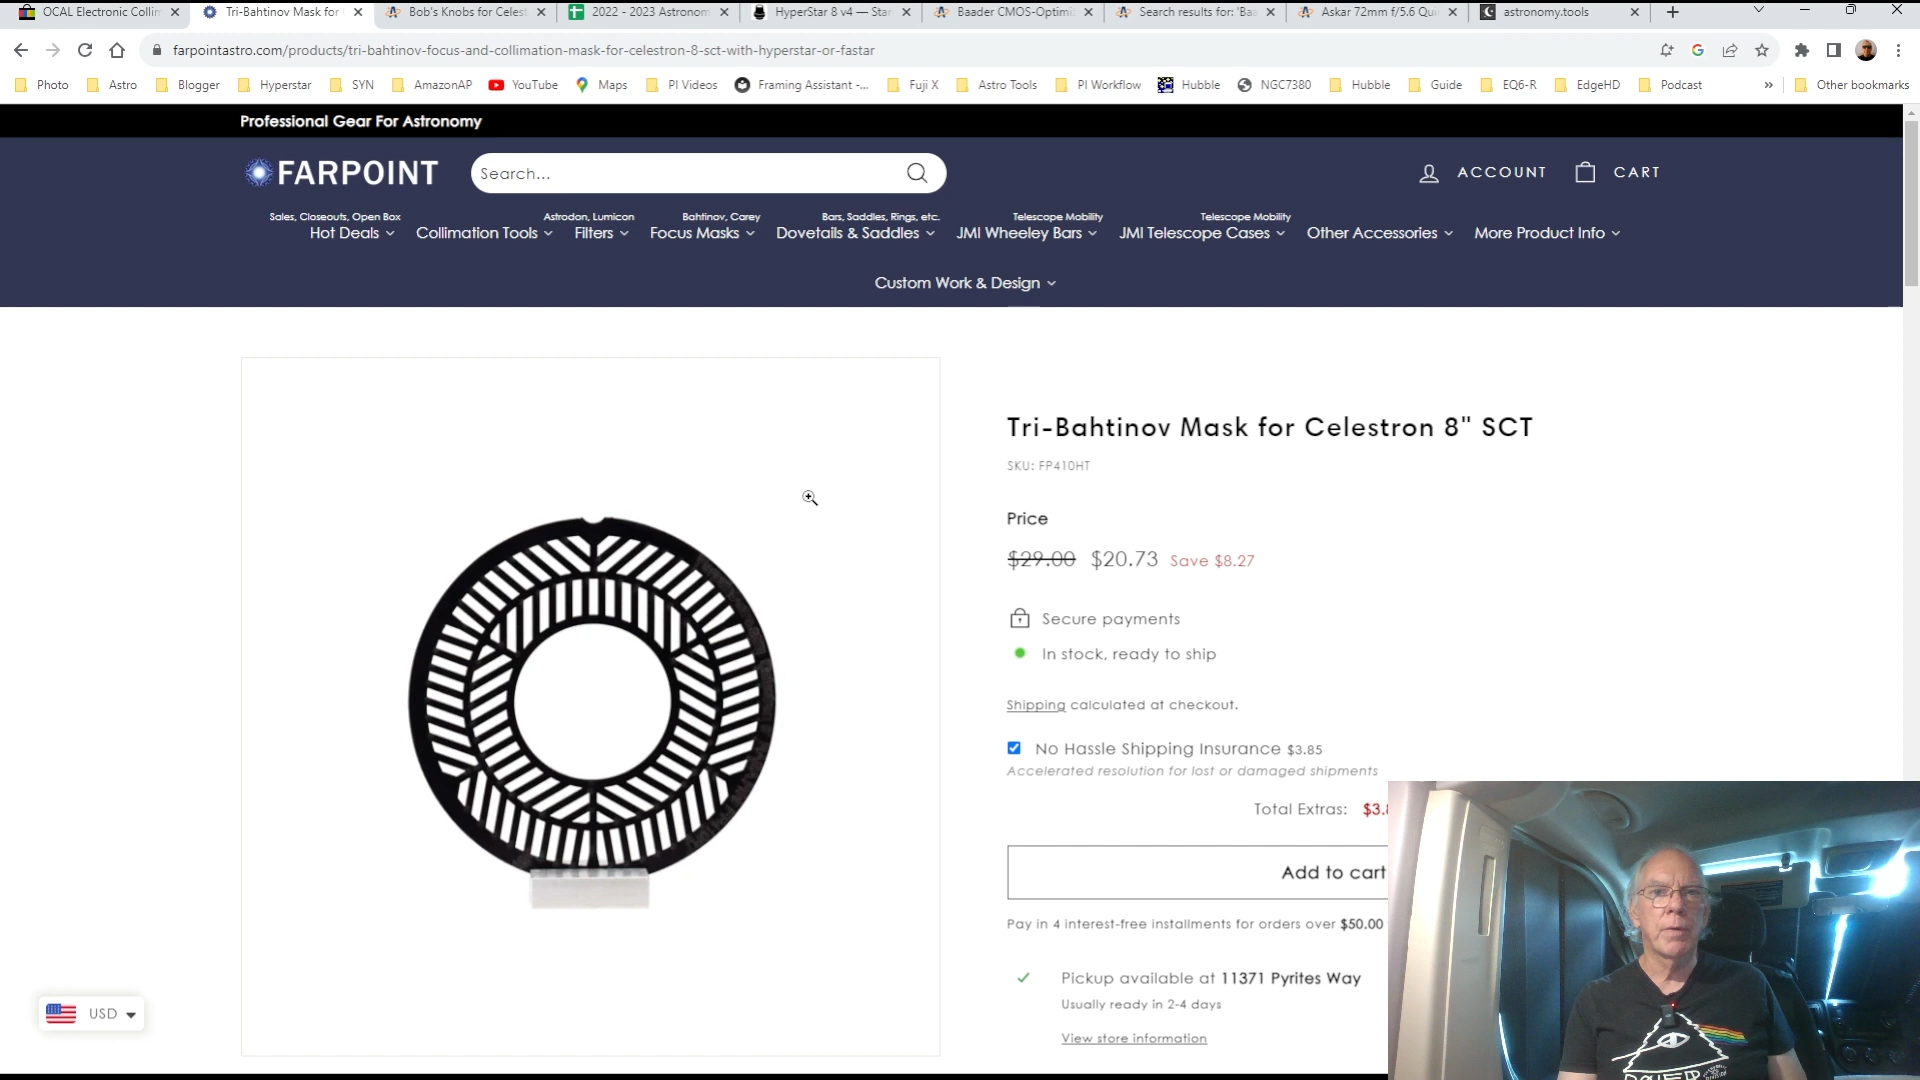 OCAL Electronic Collim
Tri-Bahtinov Mask for
Bob's Knobs for Celest
2022 - 2023 Astronom
HyperStar 8 v4 — Star
Baader CMOS-Optimi
Search results for: 'Baa
Askar 72mm f/5.6 Qui
astronomy.tools
farpointastro.com/products/tri-bahtinov-focus-and-collimation-mask-for-celestron-8-sct-with-hyperstar-or-fastar
Photo
Astro
Blogger
Hyperstar
SYN
AmazonAP
YouTube
Maps
PI Videos
Framing Assistant -...
Fuji X
Astro Tools
PI Workflow
Hubble
NGC7380
Hubble
Guide
EQ6-R
EdgeHD
Podcast
»
Other bookmarks
Professional Gear For Astronomy
FARPOINT
Search...
ACCOUNT
CART
Sales, Closeouts, Open Box
Hot Deals
Collimation Tools
Astrodon, Lumicon
Filters
Bahtinov, Carey
Focus Masks
Bars, Saddles, Rings, etc.
Dovetails & Saddles
Telescope Mobility
JMI Wheeley Bars
Telescope Mobility
JMI Telescope Cases
Other Accessories
More Product Info
Custom Work & Design
Tri-Bahtinov Mask for Celestron 8" SCT
SKU: FP410HT
Price
$29.00 $20.73 Save $8.27
Secure payments
In stock, ready to ship
Shipping calculated at checkout.
No Hassle Shipping Insurance $3.85
Accelerated resolution for lost or damaged shipments
Total Extras: $3.8
Add to cart
Pay in 4 interest-free installments for orders over $50.00
Pickup available at 11371 Pyrites Way
Usually ready in 2-4 days
View store information
USD